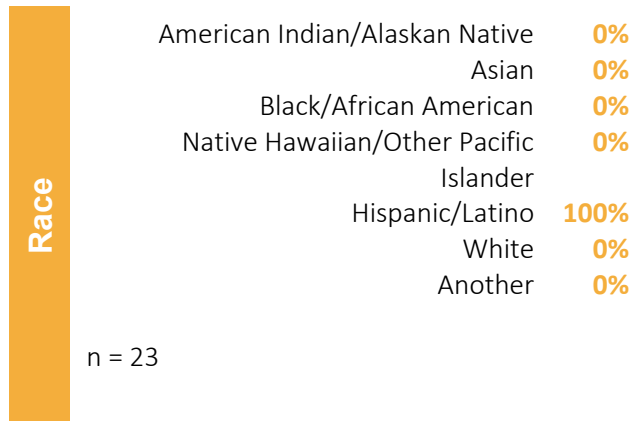 Race
American Indian/Alaskan Native 0%
Asian 0%
Black/African American 0%
Native Hawaiian/Other Pacific 0%
Islander
Hispanic/Latino 100%
White 0%
Another 0%
n = 23